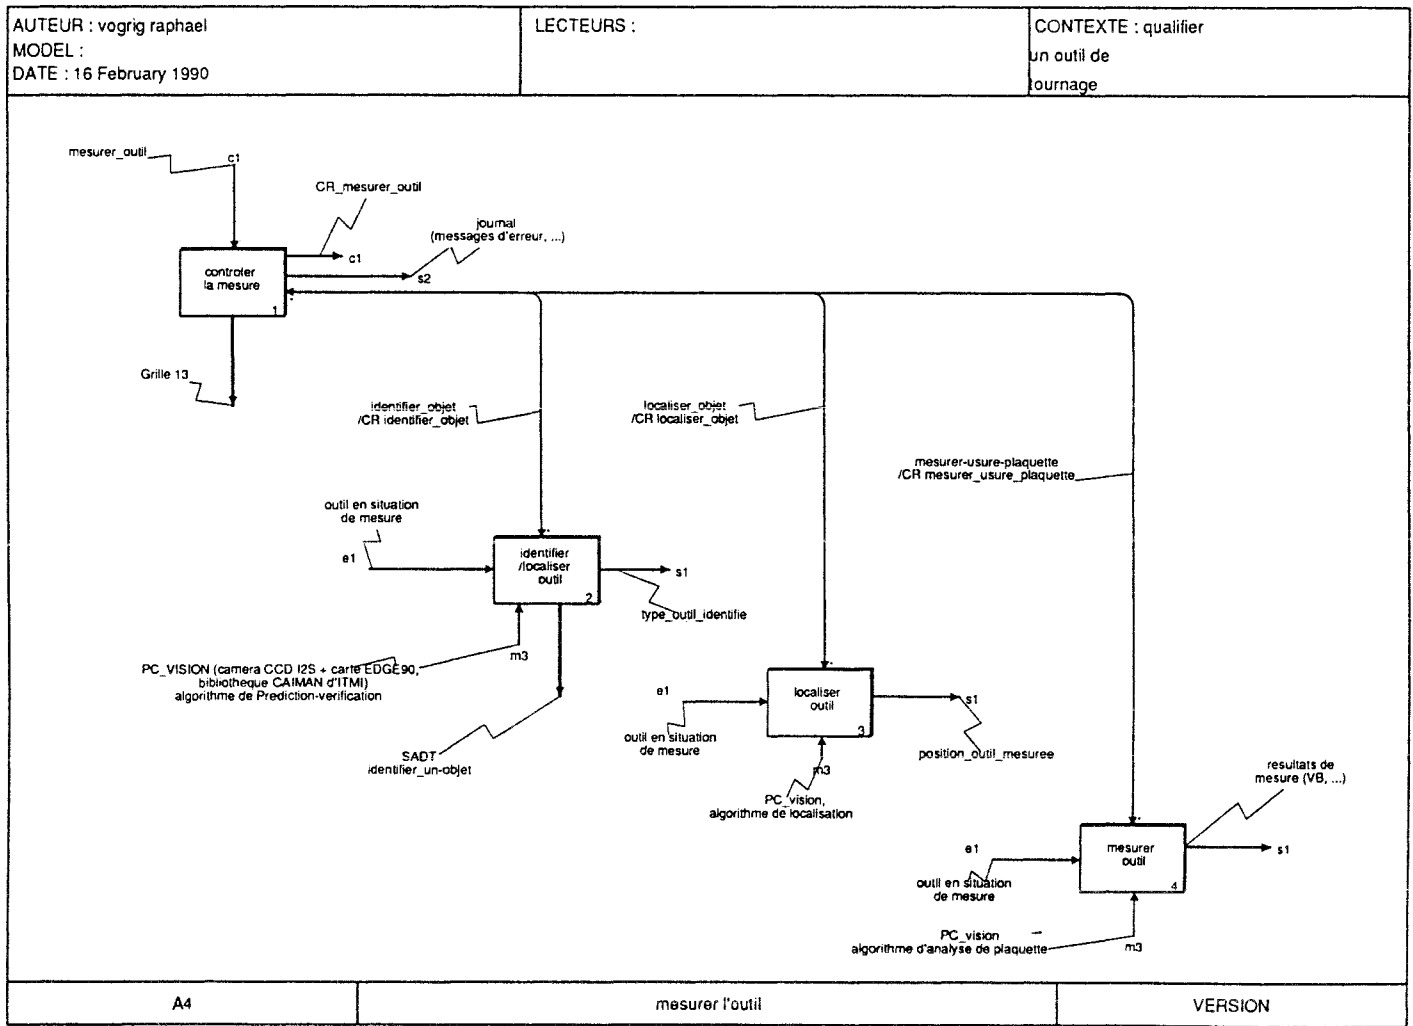 AUTEUR : vogrig raphael
MODEL :
DATE : 16 February 1990
LECTEURS :
CONTEXTE : qualifier
un outil de
tournage
mesurer_outil
c1
CR_mesurer_outil
c1
journal
(messages d'erreur, ...)
s2
controler
la mesure
1
Grille 13
identifier_objet
/CR identifier_objet
localiser_objet
/CR localiser_objet
mesurer-usure-plaquette
/CR mesurer_usure_plaquette
outil en situation
de mesure
e1
identifier
/localiser
outil
2
s1
type_outil_identifie
m3
PC_VISION (camera CCD I2S + carte EDGE90,
bibliotheque CAIMAN d'ITMI)
algorithme de Prediction-verification
SADT
identifier_un-objet
e1
outil en situation
de mesure
localiser
outil
3
s1
position_outil_mesuree
m3
PC_vision,
algorithme de localisation
resultats de
mesure (VB, ...)
e1
outil en situation
de mesure
mesurer
outil
4
s1
PC_vision
algorithme d'analyse de plaquette
m3
A4
mesurer l'outil
VERSION